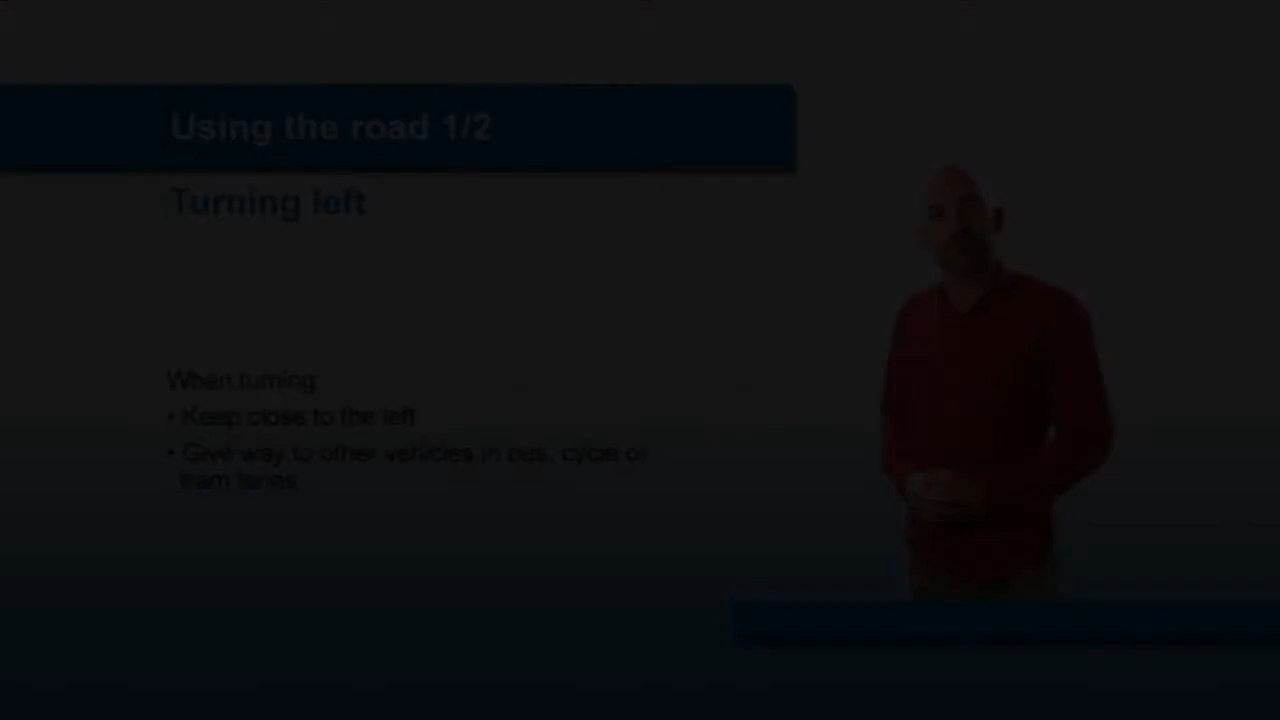 Using the road 1/2
Turning left
When turning:
• Keep close to the left
• Give way to other vehicles in bus, cycle or
tram lanes